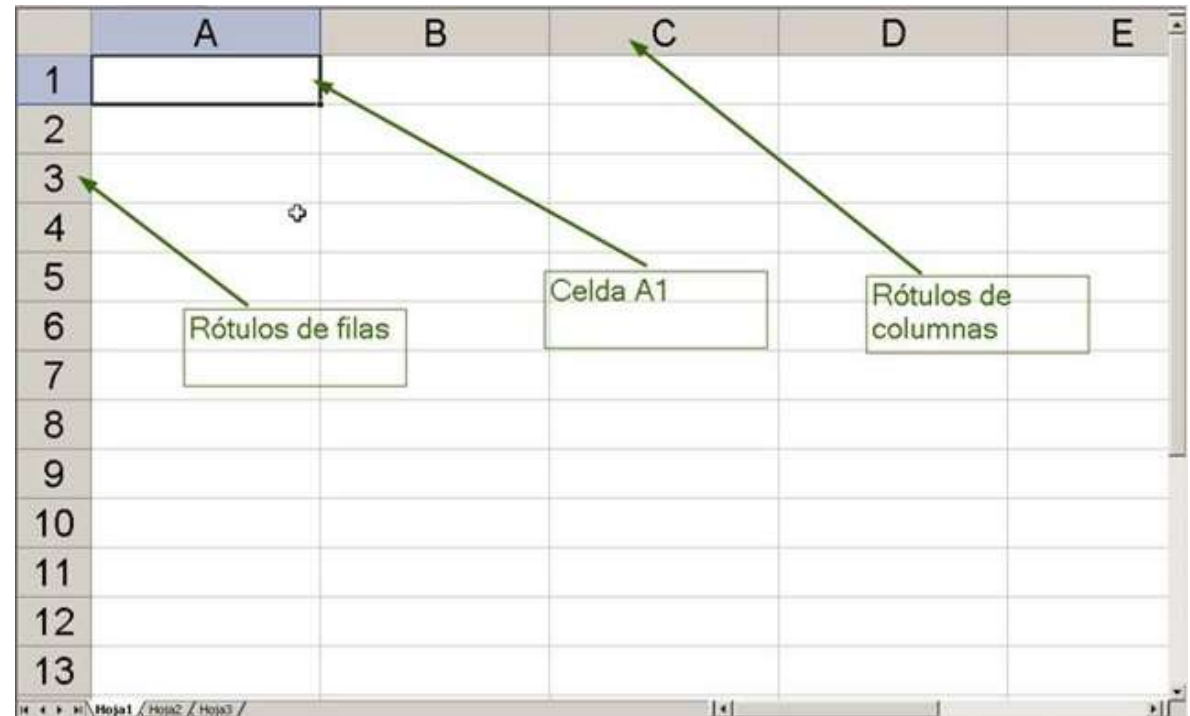 A B C D E
1
2
3
4
5
Celda A1
Rótulos de
columnas
6
Rótulos de filas
7
8
9
10
11
12
13
Hoja1 / Hoja2 / Hoja3 /